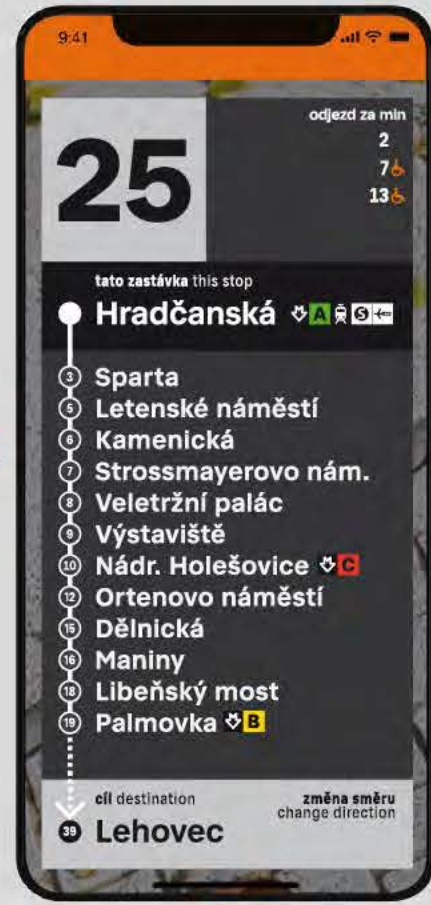 9:41
25
odjezd za min
2
7
13
tato zastávka this stop
Hradčanská A S
3 Sparta
5 Letenské náměstí
6 Kamenická
7 Strossmayerovo nám.
8 Veletržní palác
9 Výstaviště
10 Nádr. Holešovice C
12 Ortenovo náměstí
15 Dělnická
16 Maniny
18 Libeňský most
19 Palmovka B
cíl destination
změna směru
change direction
39 Lehovec